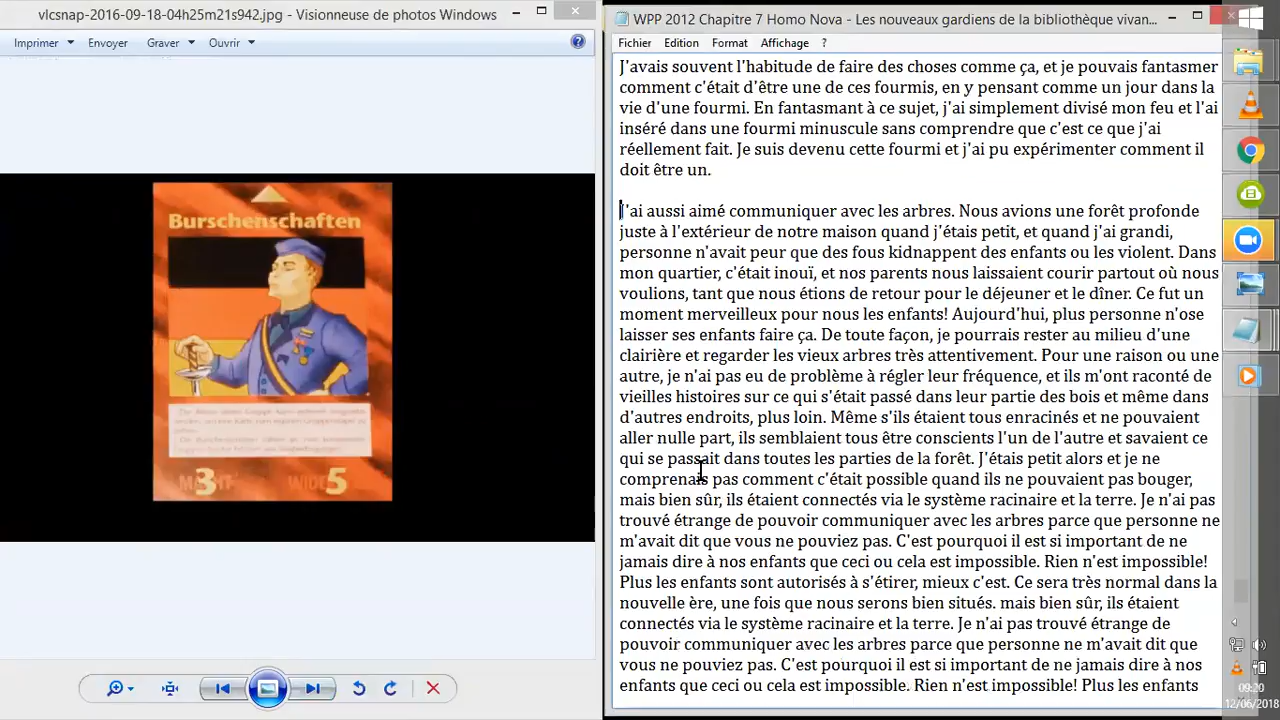 vlcsnap-2016-09-18-04h25m21s942.jpg - Visionneuse de photos Windows
Imprimer
Envoyer
Graver
Ouvrir
Burschenschaften
MACHT 3
WIDE 5
WPP 2012 Chapitre 7 Homo Nova - Les nouveaux gardiens de la bibliothèque vivan...
Fichier Edition Format Affichage ?
J'avais souvent l'habitude de faire des choses comme ça, et je pouvais fantasmer
comment c'était d'être une de ces fourmis, en y pensant comme un jour dans la
vie d'une fourmi. En fantasmant à ce sujet, j'ai simplement divisé mon feu et l'ai
inséré dans une fourmi minuscule sans comprendre que c'est ce que j'ai
réellement fait. Je suis devenu cette fourmi et j'ai pu expérimenter comment il
doit être un.
J'ai aussi aimé communiquer avec les arbres. Nous avions une forêt profonde
juste à l'extérieur de notre maison quand j'étais petit, et quand j'ai grandi,
personne n'avait peur que des fous kidnappent des enfants ou les violent. Dans
mon quartier, c'était inouï, et nos parents nous laissaient courir partout où nous
voulions, tant que nous étions de retour pour le déjeuner et le dîner. Ce fut un
moment merveilleux pour nous les enfants! Aujourd'hui, plus personne n'ose
laisser ses enfants faire ça. De toute façon, je pourrais rester au milieu d'une
clairière et regarder les vieux arbres très attentivement. Pour une raison ou une
autre, je n'ai pas eu de problème à régler leur fréquence, et ils m'ont raconté de
vieilles histoires sur ce qui s'était passé dans leur partie des bois et même dans
d'autres endroits, plus loin. Même s'ils étaient tous enracinés et ne pouvaient
aller nulle part, ils semblaient tous être conscients l'un de l'autre et savaient ce
qui se passait dans toutes les parties de la forêt. J'étais petit alors et je ne
comprenais pas comment c'était possible quand ils ne pouvaient pas bouger,
mais bien sûr, ils étaient connectés via le système racinaire et la terre. Je n'ai pas
trouvé étrange de pouvoir communiquer avec les arbres parce que personne ne
m'avait dit que vous ne pouviez pas. C'est pourquoi il est si important de ne
jamais dire à nos enfants que ceci ou cela est impossible. Rien n'est impossible!
Plus les enfants sont autorisés à s'étirer, mieux c'est. Ce sera très normal dans la
nouvelle ère, une fois que nous serons bien situés. mais bien sûr, ils étaient
connectés via le système racinaire et la terre. Je n'ai pas trouvé étrange de
pouvoir communiquer avec les arbres parce que personne ne m'avait dit que
vous ne pouviez pas. C'est pourquoi il est si important de ne jamais dire à nos
enfants que ceci ou cela est impossible. Rien n'est impossible! Plus les enfants
09:20
12/06/2018